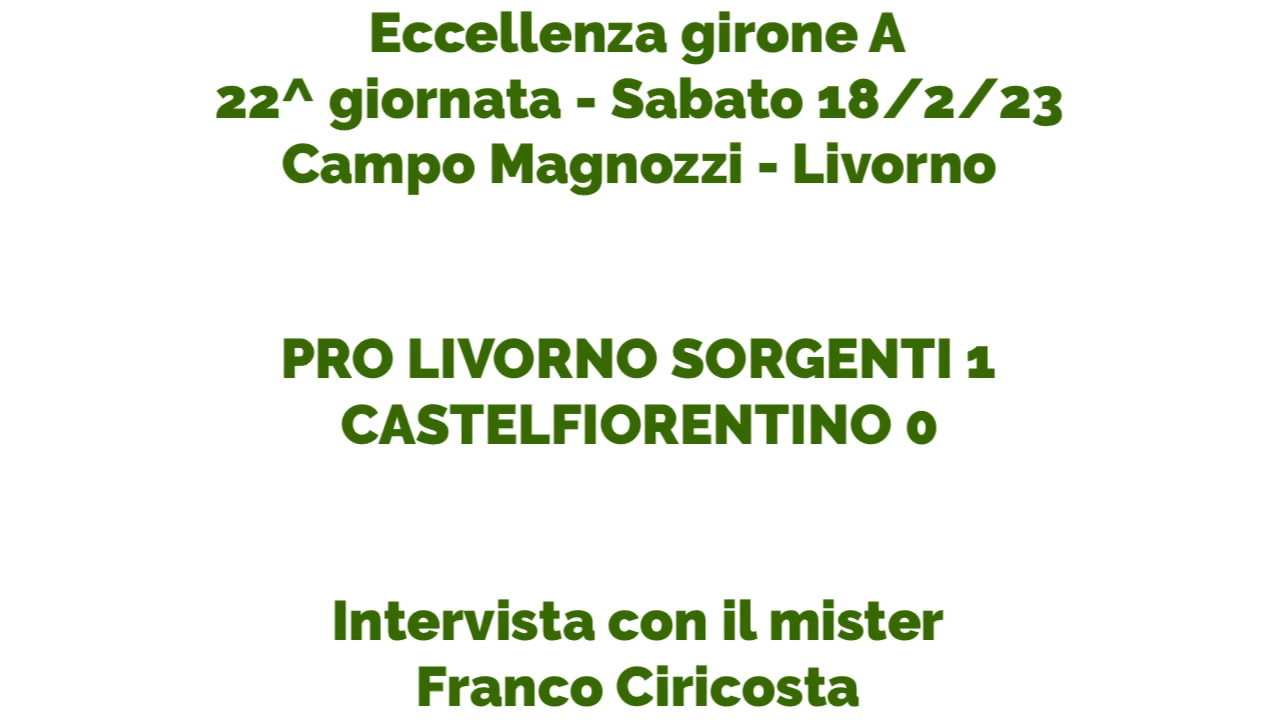 Eccellenza girone A
22^ giornata - Sabato 18/2/23
Campo Magnozzi - Livorno
PRO LIVORNO SORGENTI 1
CASTELFIORENTINO 0
Intervista con il mister
Franco Ciricosta